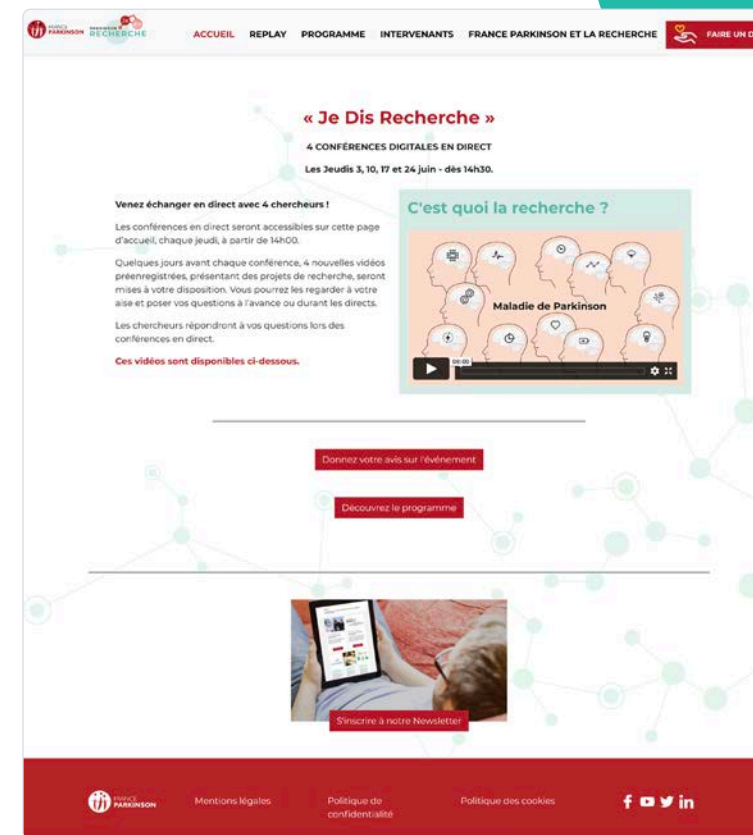 FRANCE
PARKINSON
RECHERCHE
ACCUEIL REPLAY PROGRAMME INTERVENANTS FRANCE PARKINSON ET LA RECHERCHE FAIRE UN D
« Je Dis Recherche »
4 CONFÉRENCES DIGITALES EN DIRECT
Les Jeudis 3, 10, 17 et 24 juin - dès 14h30.
Venez échanger en direct avec 4 chercheurs !
Les conférences en direct seront accessibles sur cette page
d'accueil, chaque jeudi, à partir de 14h00.
Quelques jours avant chaque conférence, 4 nouvelles vidéos
préenregistrées, présentant des projets de recherche, seront
mises à votre disposition. Vous pourrez les regarder à votre
aise et poser vos questions à l'avance ou durant les directs.
Les chercheurs répondront à vos questions lors des
conférences en direct.
Ces vidéos sont disponibles ci-dessous.
C'est quoi la recherche ?
Maladie de Parkinson
00:00
Donnez votre avis sur l'événement
Découvrez le programme
S'inscrire à notre Newsletter
FRANCE
PARKINSON
Mentions légales
Politique de
confidentialité
Politique des cookies